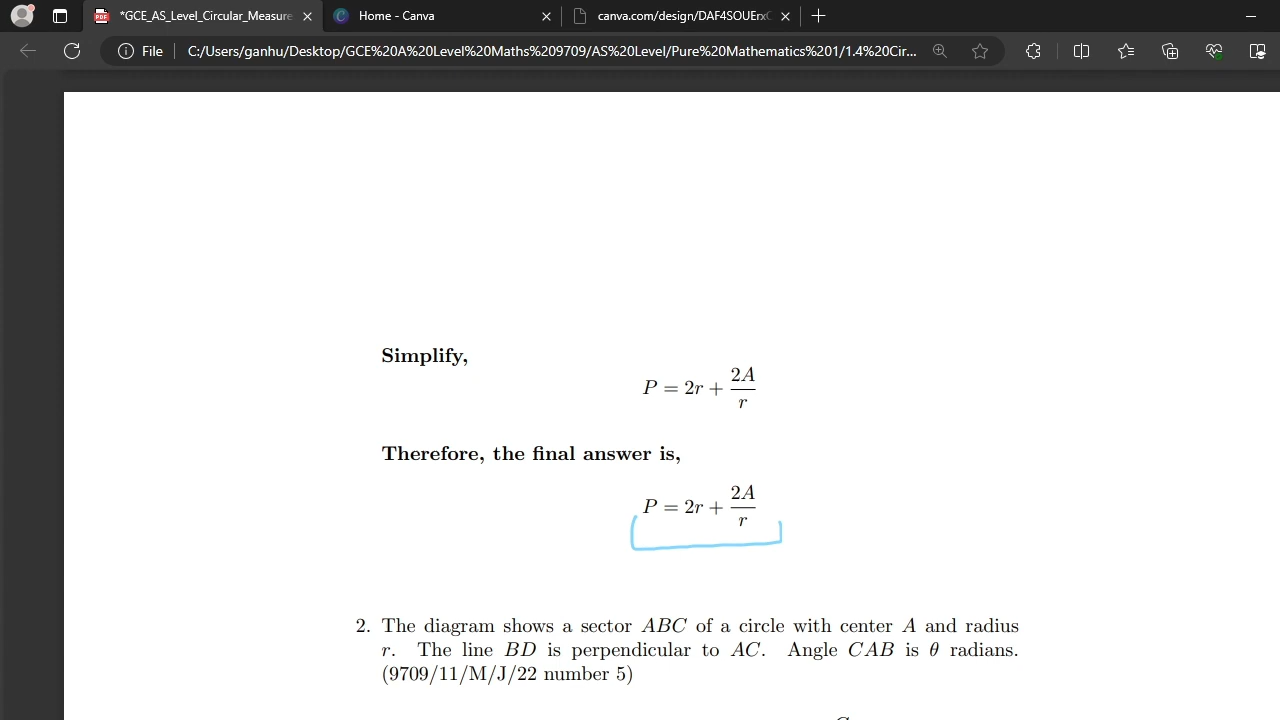 *GCE_AS_Level_Circular_Measure
Home - Canva
canva.com/design/DAF4SOUErxC
File
C:/Users/ganhu/Desktop/GCE%20A%20Level%20Maths%209709/AS%20Level/Pure%20Mathematics%201/1.4%20Cir...
Simplify,
P = 2r + 2A/r
Therefore, the final answer is,
P = 2r + 2A/r
2. The diagram shows a sector ABC of a circle with center A and radius
r. The line BD is perpendicular to AC. Angle CAB is θ radians.
(9709/11/M/J/22 number 5)